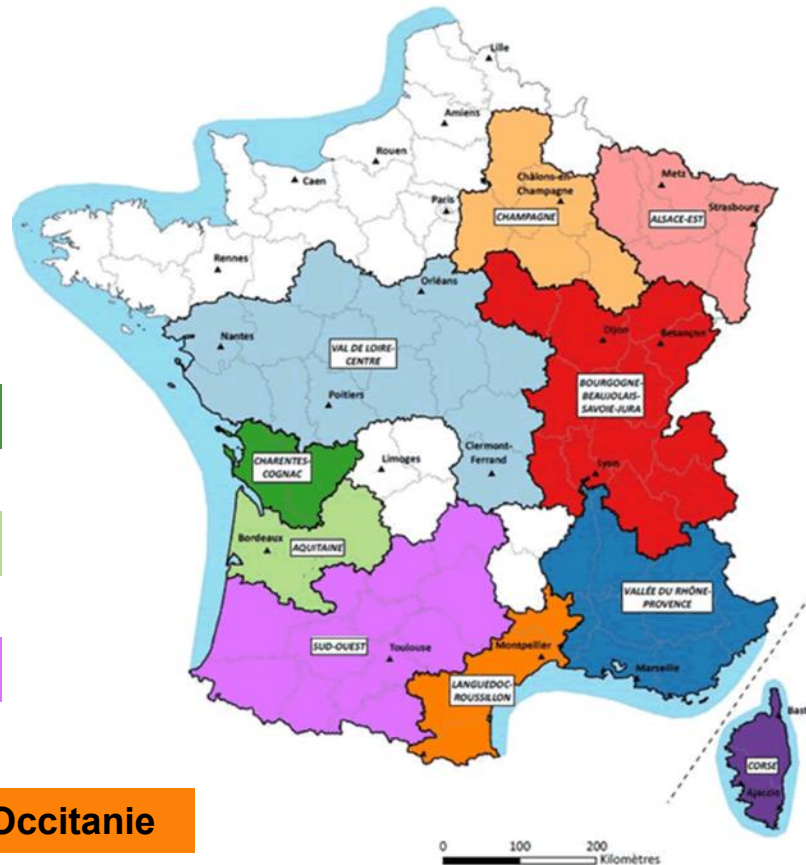 Lille
Amiens
Rouen
Caen
Châlons-en-
Champagne
Metz
Paris
Strasbourg
CHAMPAGNE
ALSACE-EST
Rennes
Orléans
Nantes
VAL DE LOIRE-
CENTRE
Dijon
Besançon
BOURGOGNE-
BEAUJOLAIS-
SAVOIE-JURA
Poitiers
CHARENTES-
COGNAC
Limoges
Clermont-
Ferrand
Lyon
Bordeaux
AQUITAINE
VALLÉE DU RHÔNE-
PROVENCE
SUD-OUEST
Toulouse
Montpellier
Marseille
LANGUEDOC-
ROUSSILLON
Bast
CORSE
Ajaccio
Occitanie
0 100 200
Kilomètres